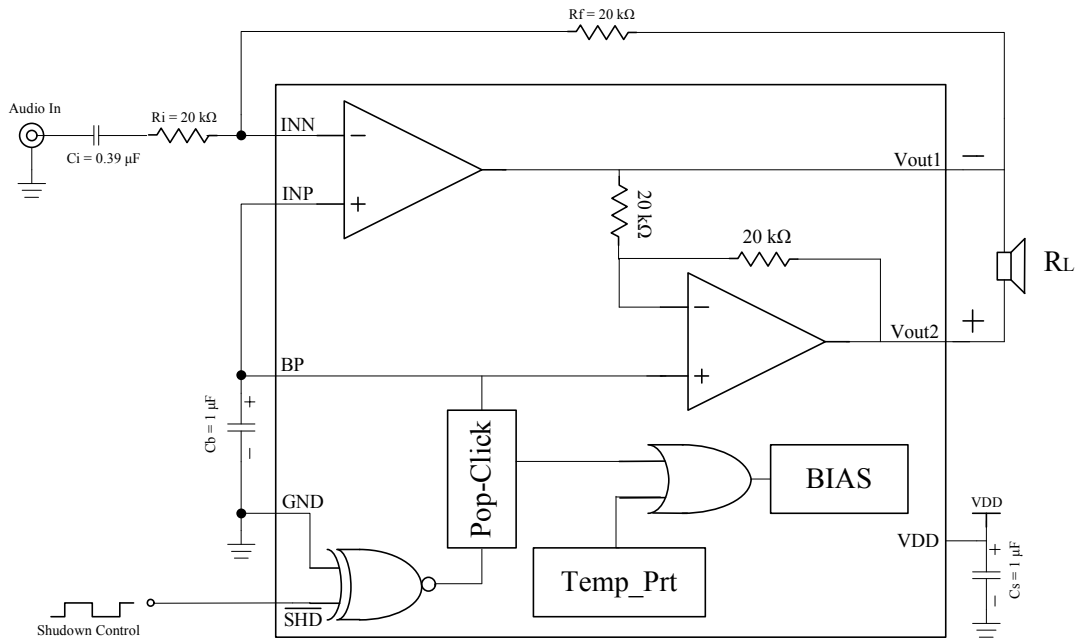 Rf = 20 kΩ
Audio In
Ri = 20 kΩ
Ci = 0.39 μF
INN
−
INP
+
Vout1
−
20 kΩ
20 kΩ
RL
−
+
Vout2
+
BP
+
Cb = 1 μF
−
Pop-Click
BIAS
GND
VDD
VDD
+
Cs = 1 μF
−
Temp_Prt
SHD
Shudown Control